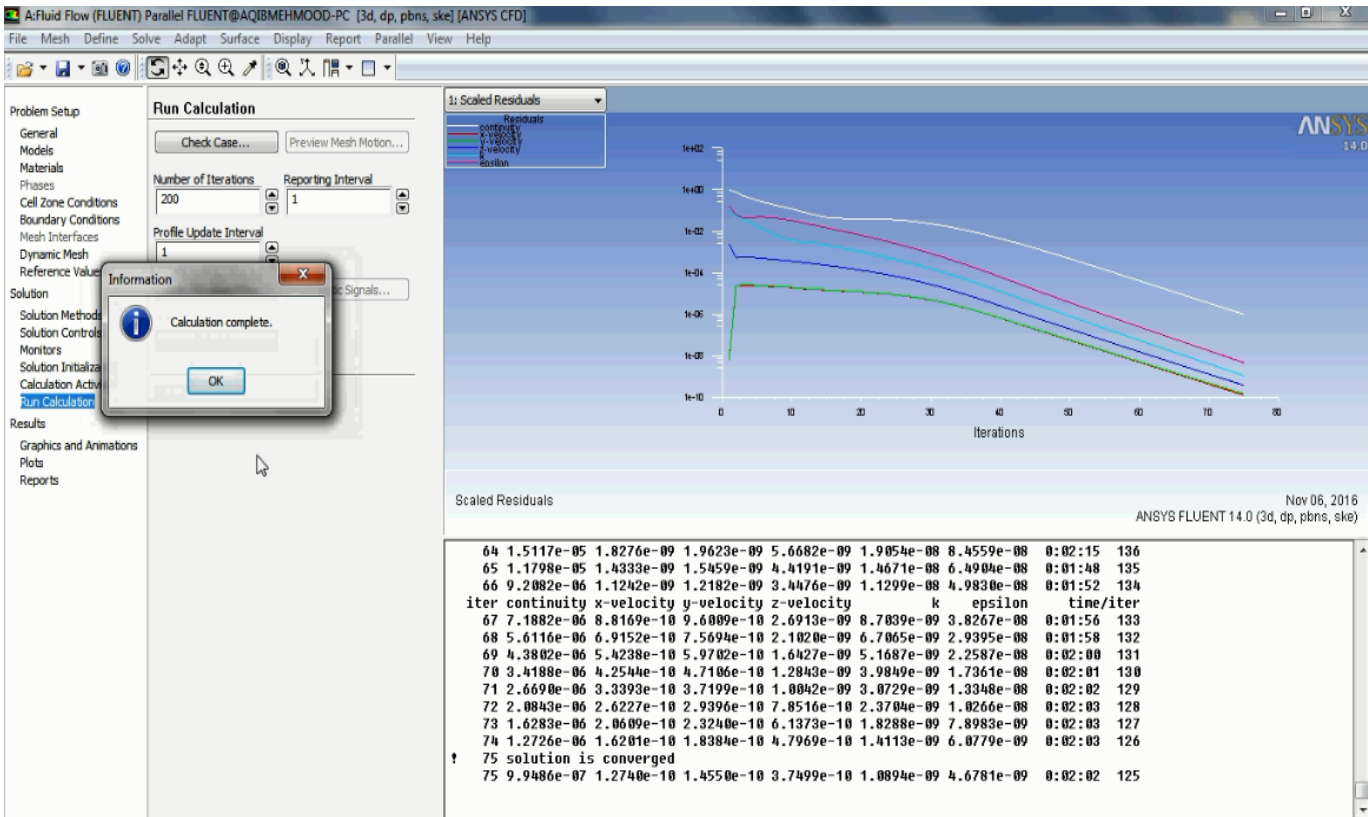 A:Fluid Flow (FLUENT) Parallel FLUENT@AQIBMEHMOOD-PC [3d, dp, pbns, ske] [ANSYS CFD]
File Mesh Define Solve Adapt Surface Display Report Parallel View Help
Problem Setup
General
Models
Materials
Phases
Cell Zone Conditions
Boundary Conditions
Mesh Interfaces
Dynamic Mesh
Reference Value
Solution
Solution Methods
Solution Controls
Monitors
Solution Initializa
Calculation Activ
Run Calculation
Results
Graphics and Animations
Plots
Reports
Run Calculation
Check Case... Preview Mesh Motion...
Number of Iterations Reporting Interval
200 1
Profile Update Interval
1
Signals...
Information
Calculation complete.
OK
1: Scaled Residuals
Residuals
continuity
x-velocity
y-velocity
z-velocity
k
epsilon
ANSYS
14.0
1e+02
1e+00
1e-02
1e-04
1e-06
1e-08
1e-10
0 10 20 30 40 50 60 70 80
Iterations
Scaled Residuals
Nov 06, 2016
ANSYS FLUENT 14.0 (3d, dp, pbns, ske)
64 1.5117e-05 1.8276e-09 1.9623e-09 5.6682e-09 1.9054e-08 8.4559e-08 0:02:15 136
65 1.1798e-05 1.4333e-09 1.5459e-09 4.4191e-09 1.4671e-08 6.4904e-08 0:01:48 135
66 9.2082e-06 1.1242e-09 1.2182e-09 3.4476e-09 1.1299e-08 4.9830e-08 0:01:52 134
iter continuity x-velocity y-velocity z-velocity k epsilon time/iter
67 7.1882e-06 8.8169e-10 9.6009e-10 2.6913e-09 8.7039e-09 3.8267e-08 0:01:56 133
68 5.6116e-06 6.9152e-10 7.5694e-10 2.1020e-09 6.7065e-09 2.9395e-08 0:01:58 132
69 4.3802e-06 5.4238e-10 5.9702e-10 1.6427e-09 5.1687e-09 2.2587e-08 0:02:00 131
70 3.4188e-06 4.2544e-10 4.7106e-10 1.2843e-09 3.9849e-09 1.7361e-08 0:02:01 130
71 2.6690e-06 3.3393e-10 3.7199e-10 1.0042e-09 3.0729e-09 1.3348e-08 0:02:02 129
72 2.0843e-06 2.6227e-10 2.9396e-10 7.8516e-10 2.3704e-09 1.0266e-08 0:02:03 128
73 1.6283e-06 2.0609e-10 2.3240e-10 6.1373e-10 1.8288e-09 7.8983e-09 0:02:03 127
74 1.2726e-06 1.6201e-10 1.8384e-10 4.7969e-10 1.4113e-09 6.0779e-09 0:02:03 126
! 75 solution is converged
75 9.9486e-07 1.2740e-10 1.4550e-10 3.7499e-10 1.0894e-09 4.6781e-09 0:02:02 125